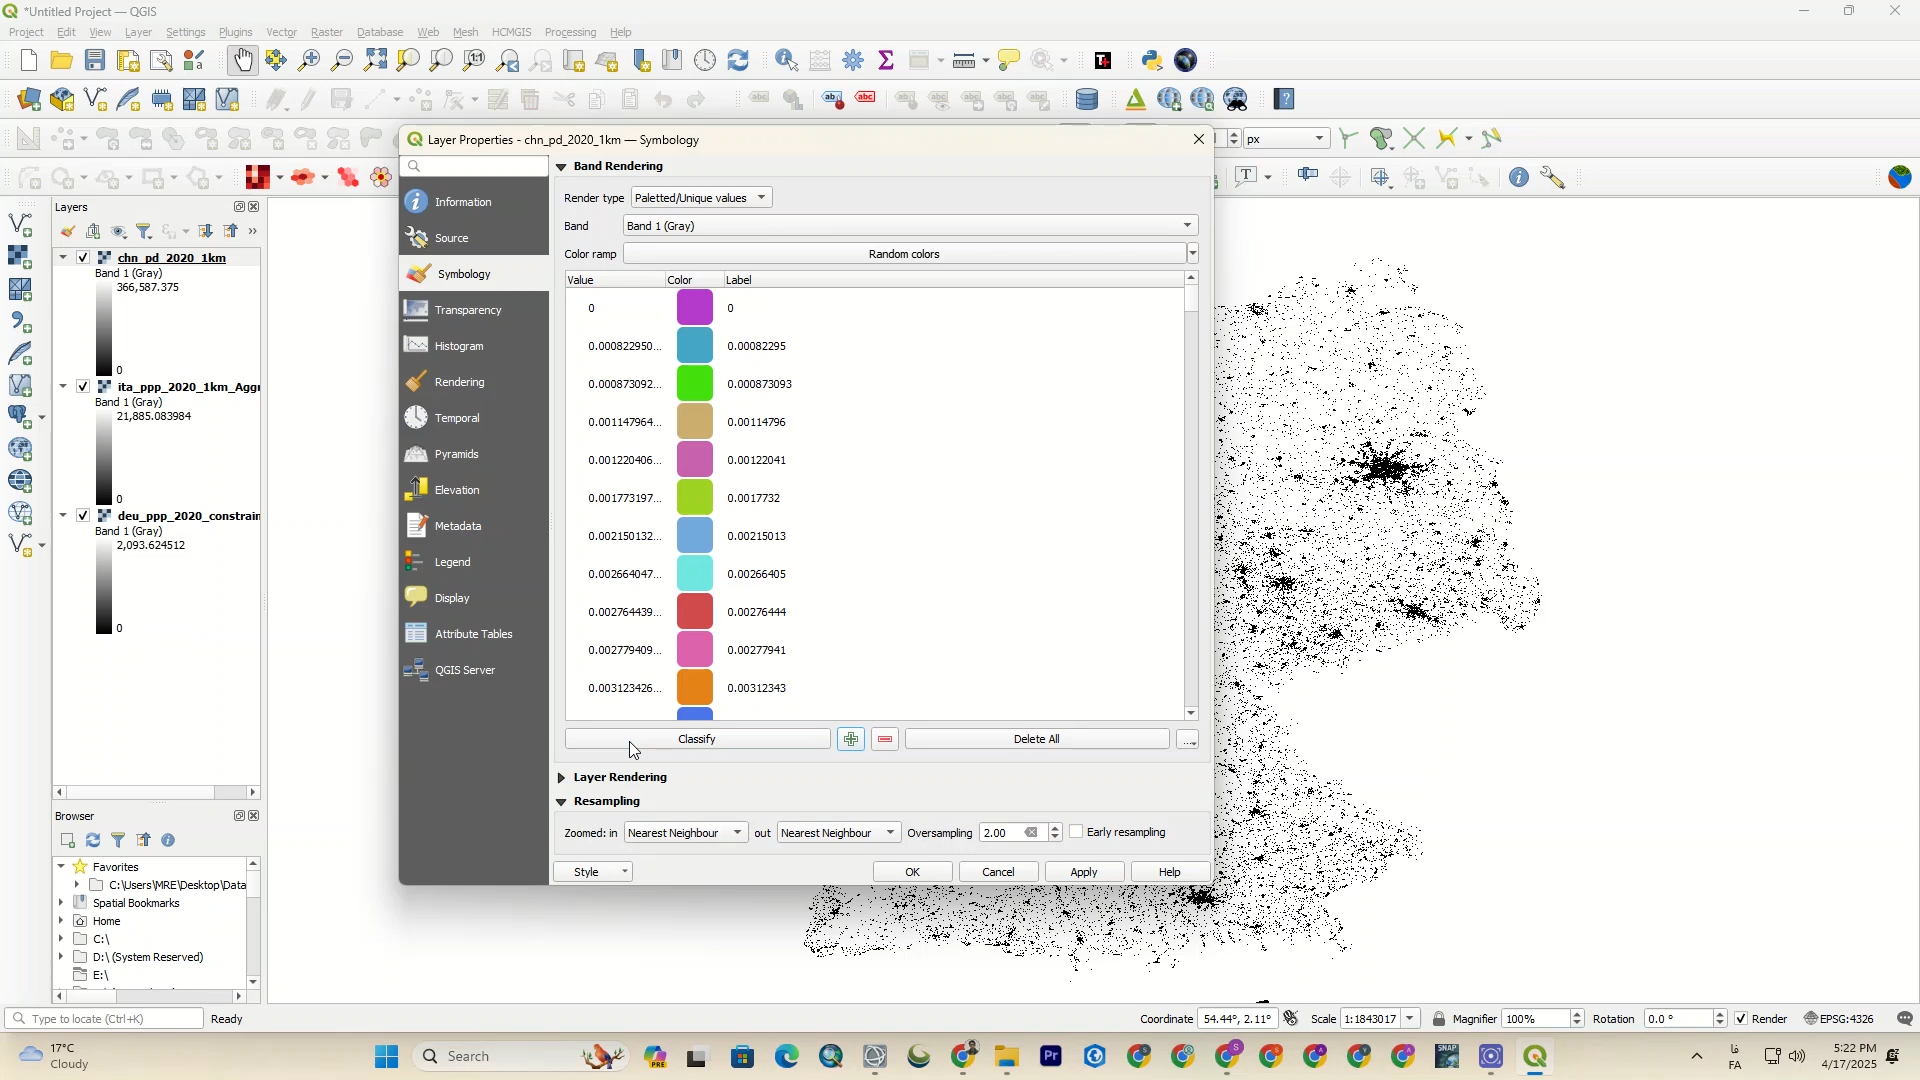 *Untitled Project — QGIS
Project Edit View Layer Settings Plugins Vector Raster Database Web Mesh HCMGIS Processing Help
px
Layers
chn_pd_2020_1km
Band 1 (Gray)
366,587.375
0
ita_ppp_2020_1km_Aggr
Band 1 (Gray)
21,885.083984
0
deu_ppp_2020_constrain
Band 1 (Gray)
2,093.624512
0
Browser
Favorites
C:\Users\MRE\Desktop\Data
Spatial Bookmarks
Home
C:\
D:\ (System Reserved)
E:\
Layer Properties - chn_pd_2020_1km — Symbology
Information
Source
Symbology
Transparency
Histogram
Rendering
Temporal
Pyramids
Elevation
Metadata
Legend
Display
Attribute Tables
QGIS Server
Band Rendering
Render type Paletted/Unique values
Band Band 1 (Gray)
Color ramp Random colors
Value Color Label
0 0
0.000822950... 0.00082295
0.000873092... 0.000873093
0.001147964... 0.00114796
0.001220406... 0.00122041
0.001773197... 0.0017732
0.002150132... 0.00215013
0.002664047... 0.00266405
0.002764439... 0.00276444
0.002779409... 0.00277941
0.003123426... 0.00312343
Classify Delete All ...
Layer Rendering
Resampling
Zoomed: in Nearest Neighbour out Nearest Neighbour Oversampling 2.00 Early resampling
Style OK Cancel Apply Help
Type to locate (Ctrl+K) Ready Coordinate 54.44°, 2.11° Scale 1:1843017 Magnifier 100% Rotation 0.0 ° Render EPSG:4326
17°C
Cloudy
Search
فا
FA
5:22 PM
4/17/2025